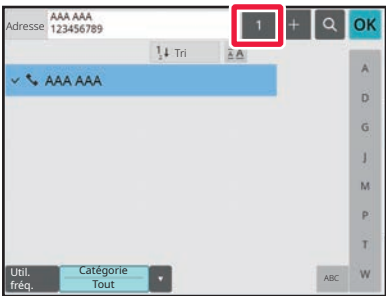 Adresse
AAA AAA
123456789
1
+
OK
Tri
AAA AAA
A
D
G
J
M
P
T
W
Util.
fréq.
Catégorie
Tout
ABC